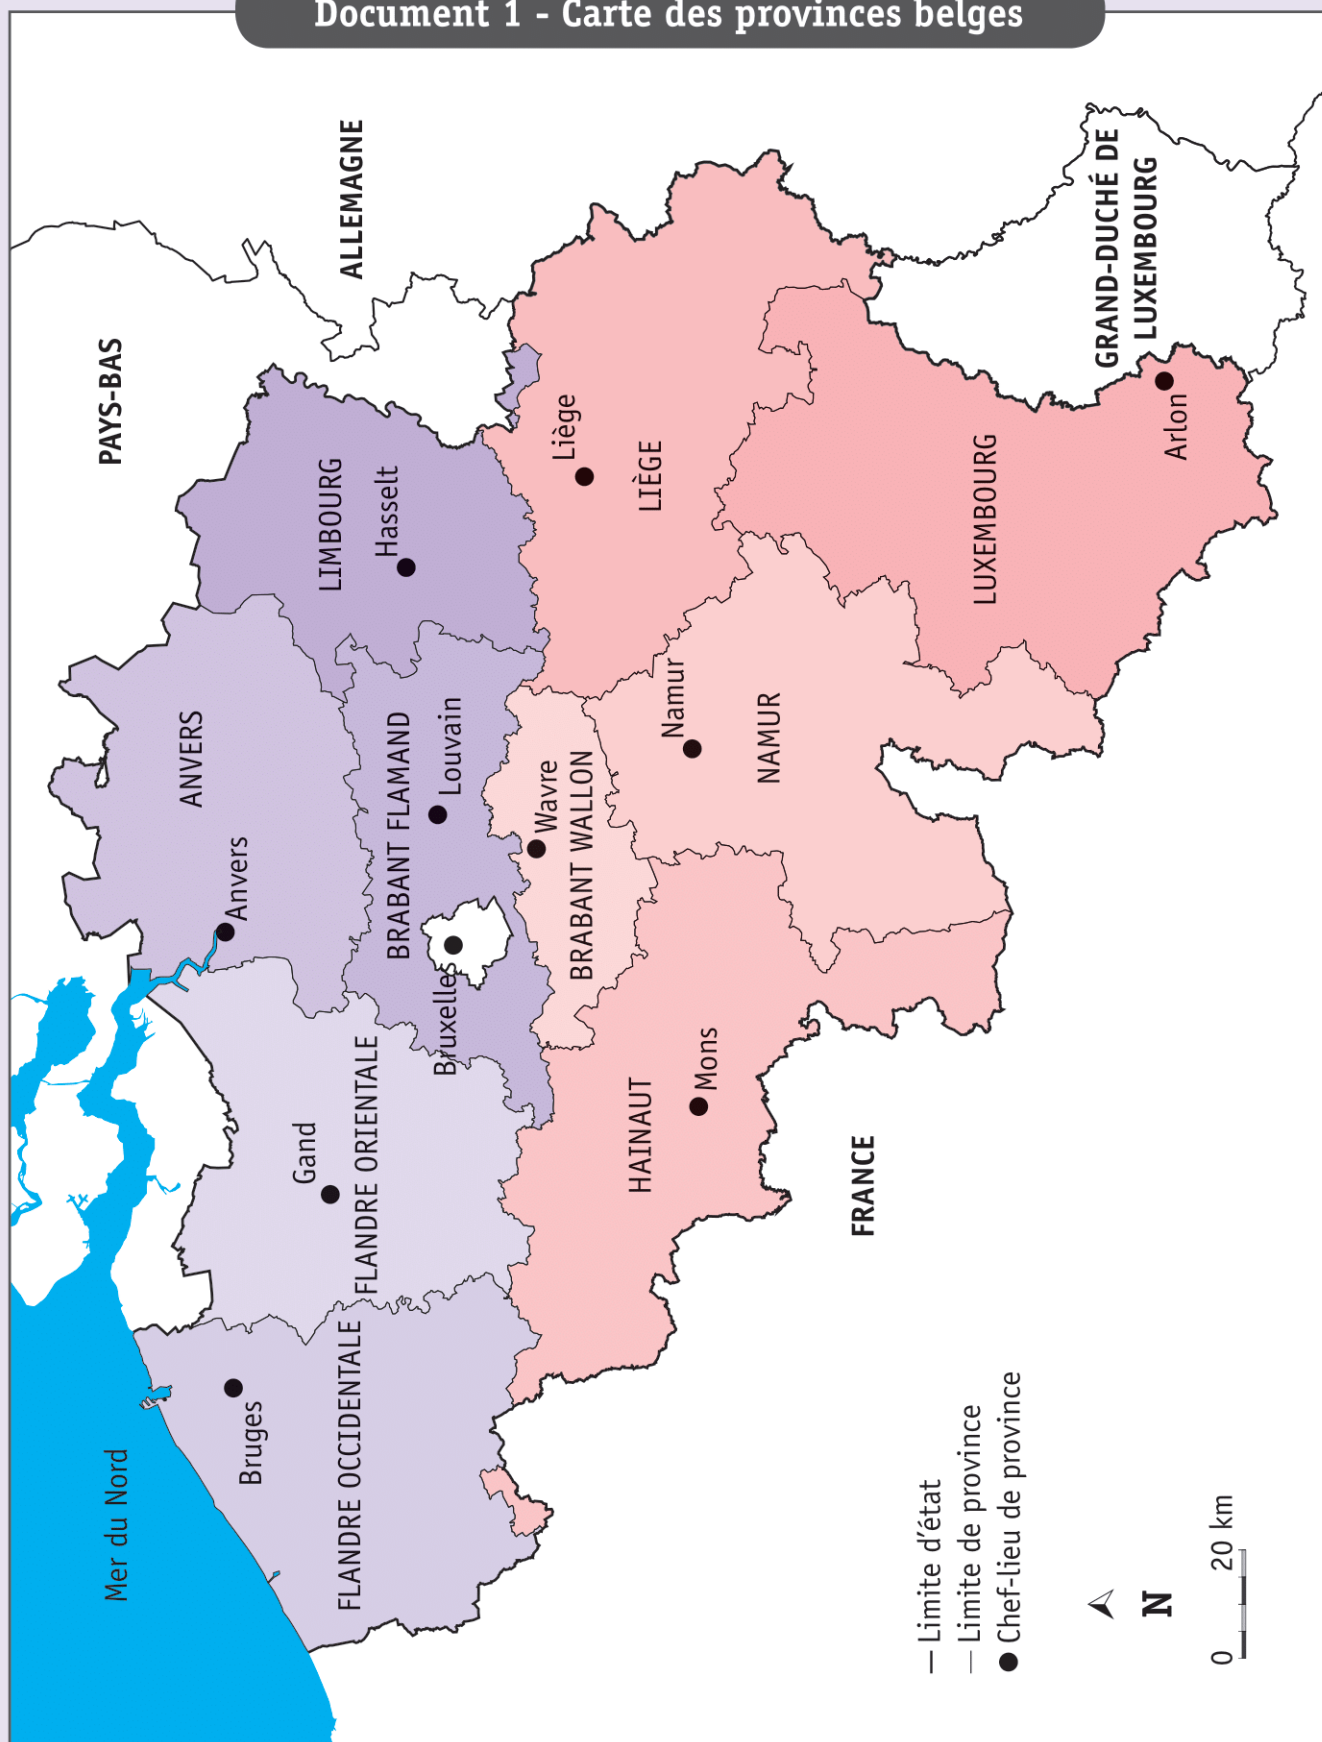 Document 1 - Carte des provinces belges
Mer du Nord
PAYS-BAS
ALLEMAGNE
GRAND-DUCHÉ DE
LUXEMBOURG
FRANCE
ANVERS
Anvers
LIMBOURG
Hasselt
BRABANT FLAMAND
Louvain
Bruxelles
FLANDRE ORIENTALE
Gand
FLANDRE OCCIDENTALE
Bruges
BRABANT WALLON
Wavre
LIÈGE
Liège
NAMUR
Namur
HAINAUT
Mons
LUXEMBOURG
Arlon
Limite d'état
Limite de province
Chef-lieu de province
N
0 20 km